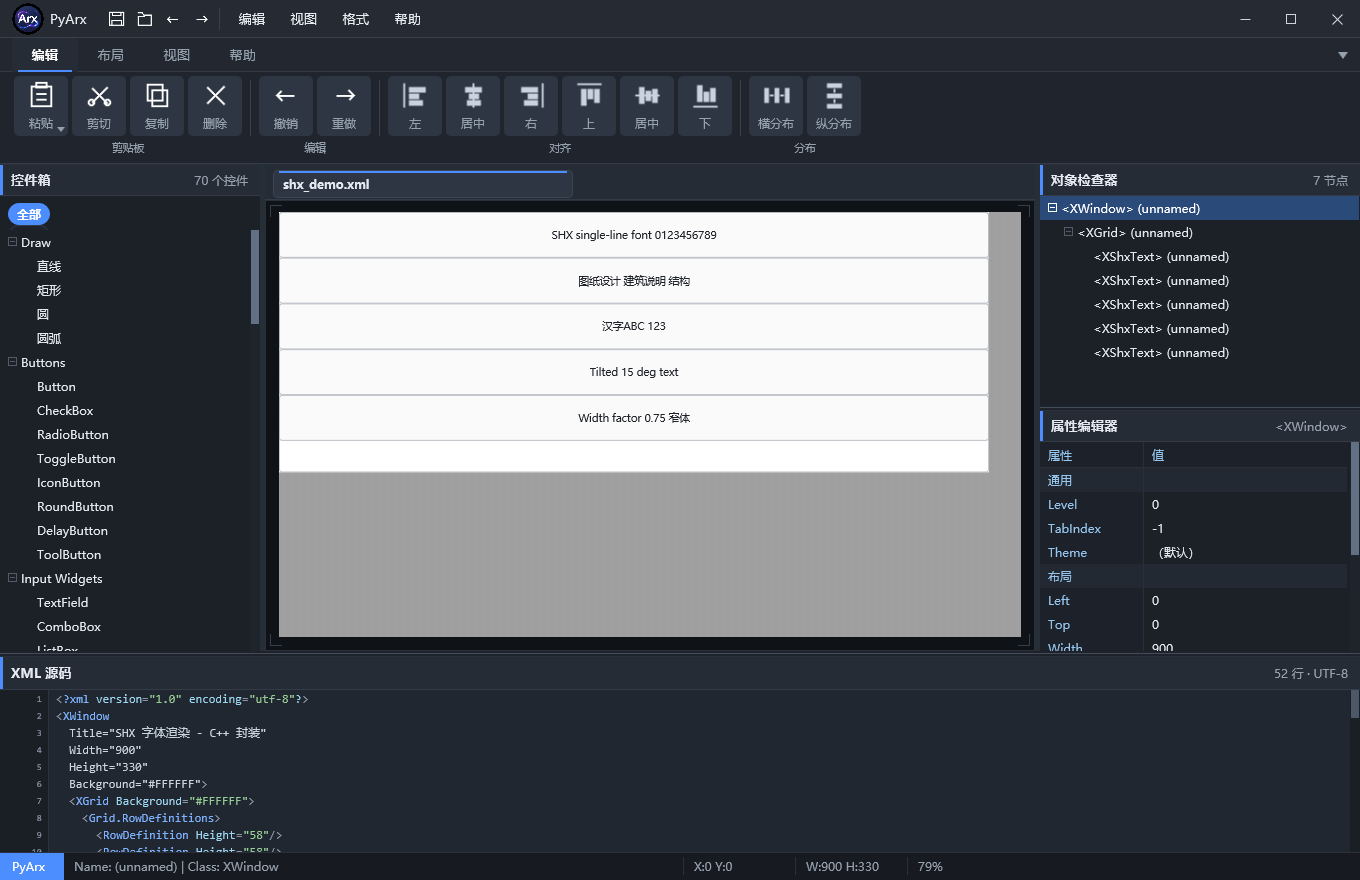 Arx PyArx 编辑 视图 格式 帮助
编辑 布局 视图 帮助
粘贴 剪切 复制 删除 撤销 重做 左 居中 右 上 居中 下 横分布 纵分布
剪贴板 编辑 对齐 分布
控件箱 70 个控件
全部
Draw
直线
矩形
圆
圆弧
Buttons
Button
CheckBox
RadioButton
ToggleButton
IconButton
RoundButton
DelayButton
ToolButton
Input Widgets
TextField
ComboBox
ListBox
shx_demo.xml
SHX single-line font 0123456789
图纸设计 建筑说明 结构
汉字ABC 123
Tilted 15 deg text
Width factor 0.75 窄体
对象检查器 7 节点
<XWindow> (unnamed)
<XGrid> (unnamed)
<XShxText> (unnamed)
<XShxText> (unnamed)
<XShxText> (unnamed)
<XShxText> (unnamed)
<XShxText> (unnamed)
属性编辑器 <XWindow>
属性 值
通用
Level 0
TabIndex -1
Theme (默认)
布局
Left 0
Top 0
Width 900
XML 源码 52 行 · UTF-8
1 <?xml version="1.0" encoding="utf-8"?>
2 <XWindow
3 Title="SHX 字体渲染 - C++ 封装"
4 Width="900"
5 Height="330"
6 Background="#FFFFFF">
7 <XGrid Background="#FFFFFF">
8 <Grid.RowDefinitions>
9 <RowDefinition Height="58"/>
10 <RowDefinition Height="58"/>
PyArx Name: (unnamed) | Class: XWindow X:0 Y:0 W:900 H:330 79%